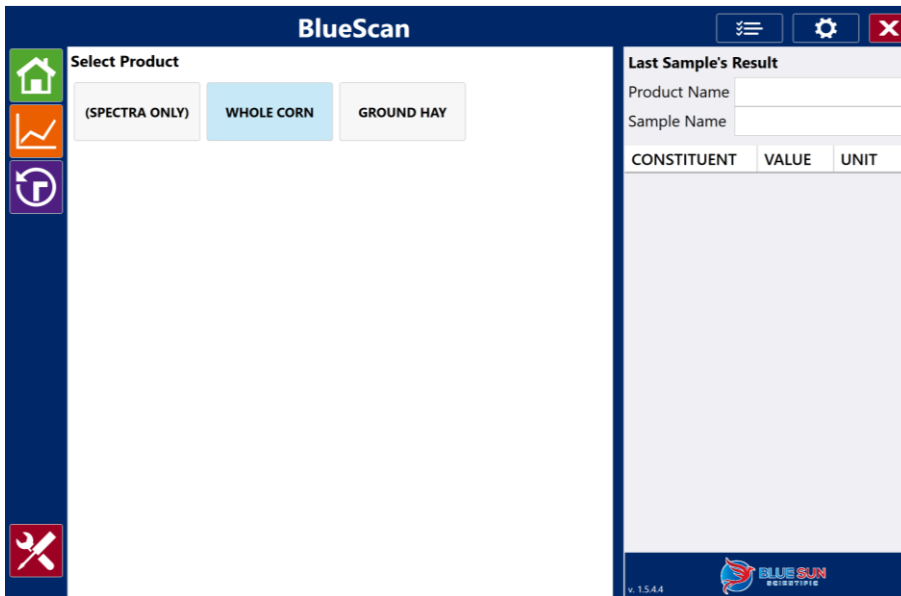 BlueScan
Select Product
(SPECTRA ONLY) WHOLE CORN GROUND HAY
Last Sample's Result
Product Name
Sample Name
CONSTITUENT VALUE UNIT
v. 1.5.4.4
BLUE SUN
SCIENTIFIC